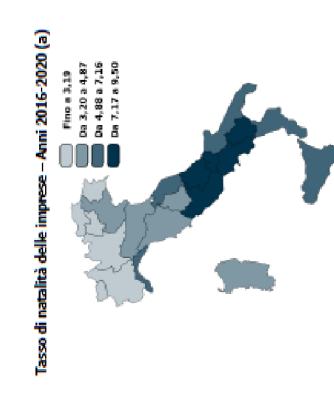 Tasso di natalità delle imprese – Anni 2016-2020 (a)
Fino a 3,19
Da 3,20 a 4,87
Da 4,88 a 7,16
Da 7,17 a 9,50